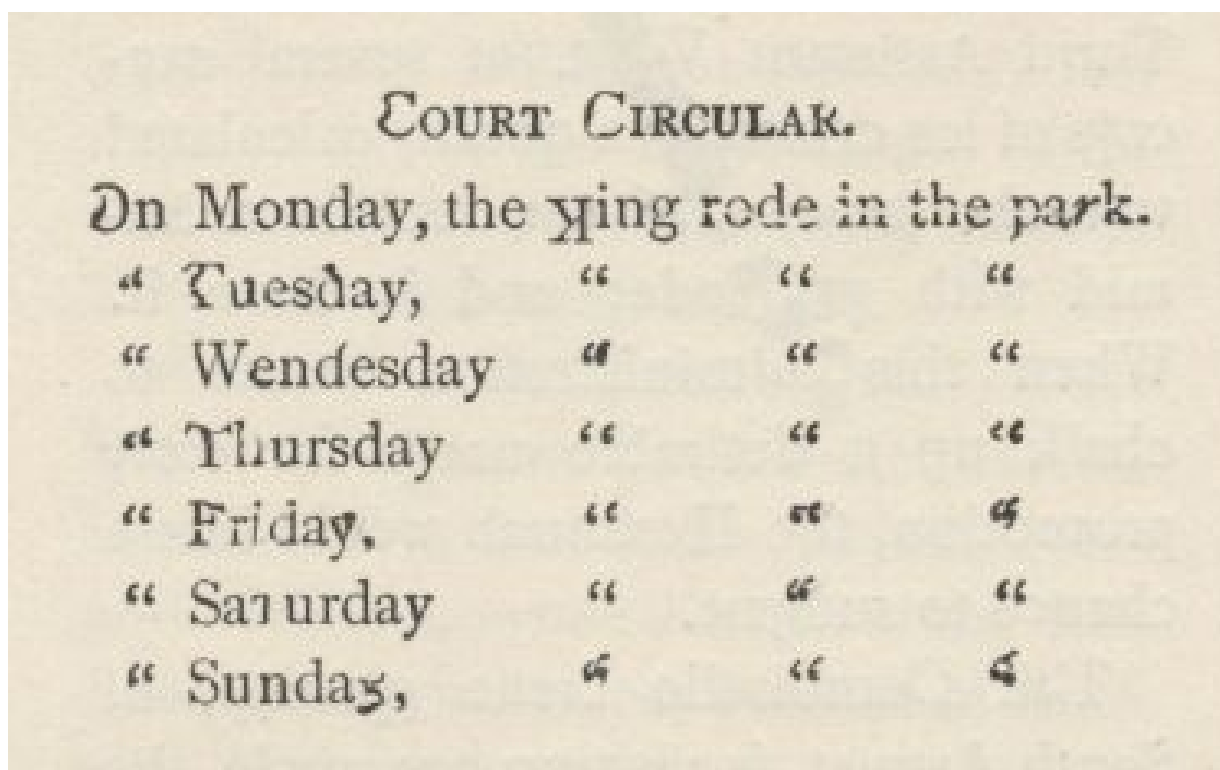 COURT CIRCULAR.
On Monday, the king rode in the park.
“ Tuesday, “ “ “
“ Wendesday “ “ “
“ Thursday “ “ “
“ Friday, “ “ “
“ Saturday “ “ “
“ Sunday, “ “ “